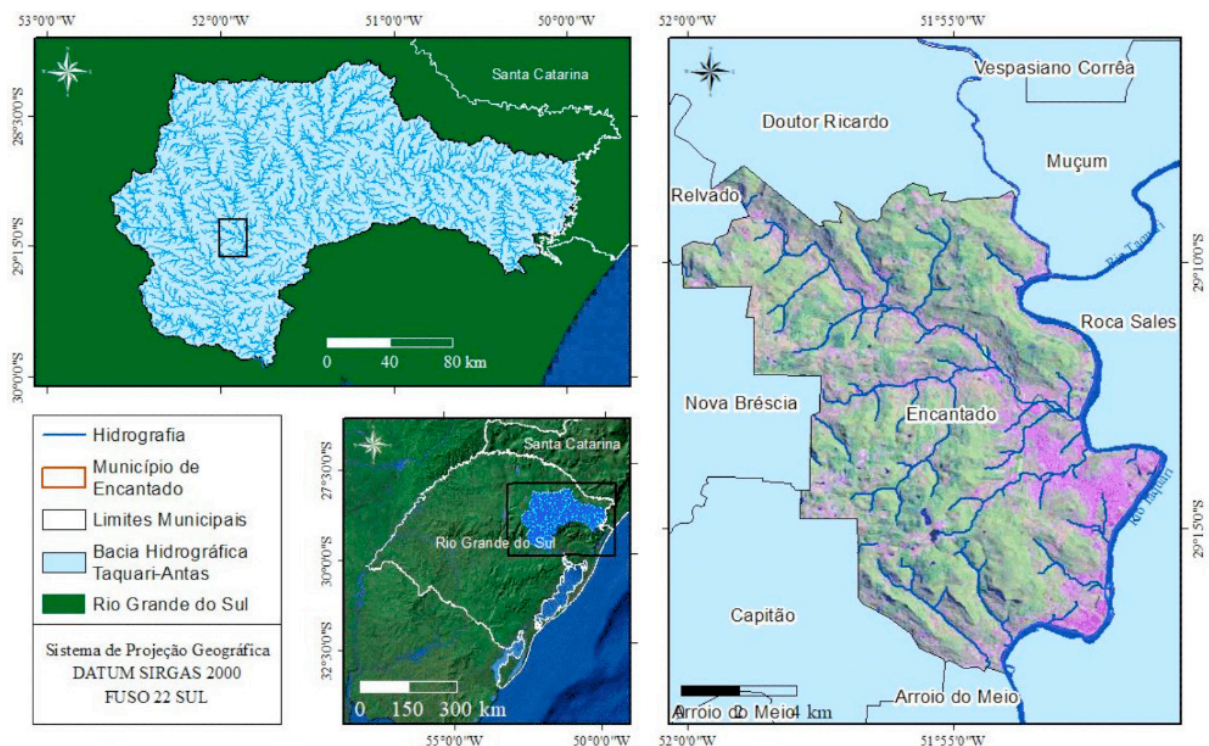 53°0'0"W
52°00'0"W
51°0'0"W
50°0'0"W
52°0'0"W
51°55'0"W
Santa Catarina
28°30'0"S
29°15'0"S
30°0'0"S
0
40
80 km
Hidrografia
Município de
Encantado
Limites Municipais
Bacia Hidrográfica
Taquari-Antas
Rio Grande do Sul
Sistema de Projeção Geográfica
DATUM SIRGAS 2000
FUSO 22 SUL
Santa Catarina
Rio Grande do Sul
27°30'0"S
30°0'0"S
32°30'0"S
0 150 300 km
55°0'0"W
50°0'0"W
Vespasiano Corrêa
Doutor Ricardo
Muçum
Relvado
Rio Taquari
29°10'0"S
Roca Sales
Nova Bréscia
Encantado
Rio Taquari
29°15'0"S
Capitão
Arroio do Meio
Arroio do Meio
0 2 4 km
52°0'0"W
51°55'0"W